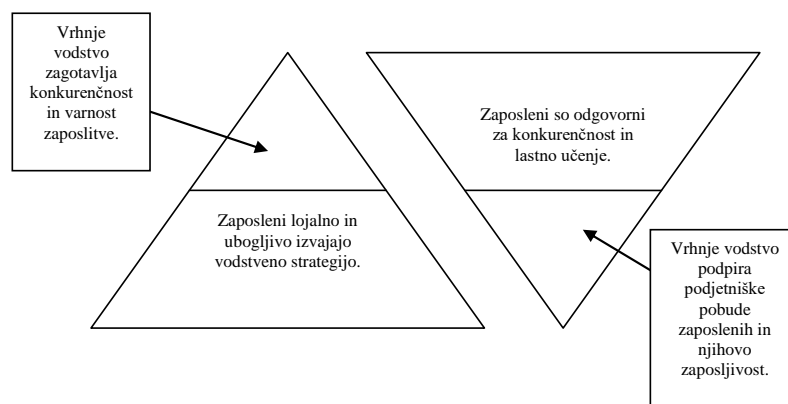 Vrhnje
vodstvo
zagotavlja
konkurenčnost
in varnost
zaposlitve.
Zaposleni lojalno in
ubogljivo izvajajo
vodstveno strategijo.
Zaposleni so odgovorni
za konkurenčnost in
lastno učenje.
Vrhnje vodstvo
podpira
podjetniške
pobude
zaposlenih in
njihovo
zaposljivost.